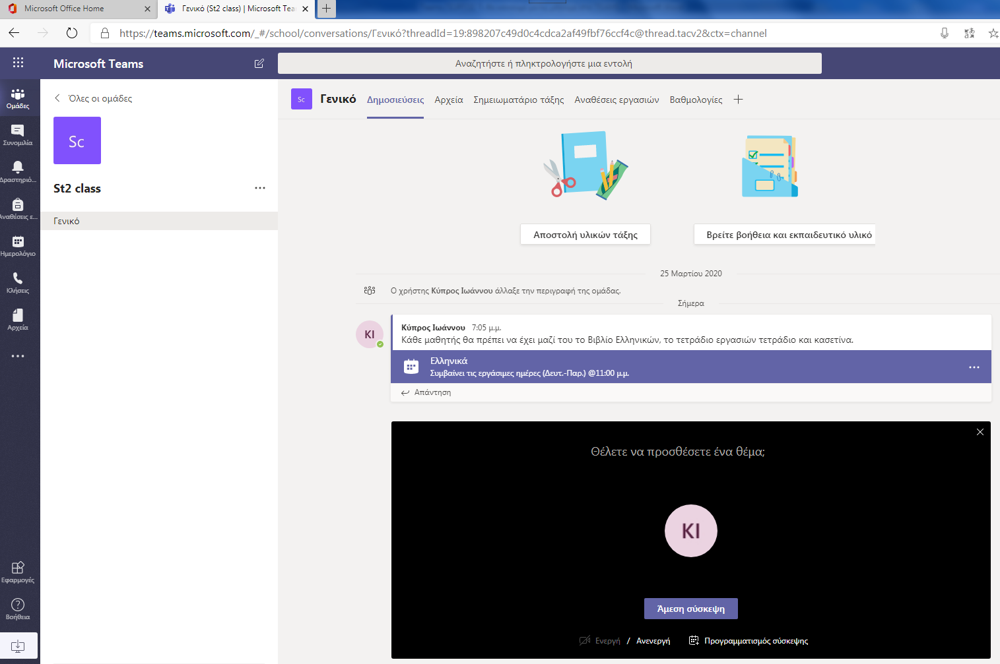 Microsoft Office Home
Γενικό (St2 class) | Microsoft Tea
https://teams.microsoft.com/_#/school/conversations/Γενικό?threadId=19:898207c49d0c4cdca2af49fbf76ccf4c@thread.tacv2&ctx=channel
Microsoft Teams
Αναζητήστε ή πληκτρολογήστε μια εντολή
Ομάδες
Συνομιλία
Δραστηριό...
Αναθέσεις ε...
Ημερολόγιο
Κλήσεις
Αρχεία
Εφαρμογές
Βοήθεια
Όλες οι ομάδες
Sc
St2 class
Γενικό
Sc
Γενικό Δημοσιεύσεις Αρχεία Σημειωματάριο τάξης Αναθέσεις εργασιών Βαθμολογίες
Αποστολή υλικών τάξης
Βρείτε βοήθεια και εκπαιδευτικό υλικό
25 Μαρτίου 2020
Ο χρήστης Κύπρος Ιωάννου άλλαξε την περιγραφή της ομάδας.
Σήμερα
KI
Κύπρος Ιωάννου 7:05 μ.μ.
Κάθε μαθητής θα πρέπει να έχει μαζί του το Βιβλίο Ελληνικών, το τετράδιο εργασιών τετράδιο και κασετίνα.
Ελληνικά
Συμβαίνει τις εργάσιμες ημέρες (Δευτ.-Παρ.) @11:00 μ.μ.
Απάντηση
Θέλετε να προσθέσετε ένα θέμα;
KI
Άμεση σύσκεψη
Ενεργή / Ανενεργή
Προγραμματισμός σύσκεψης